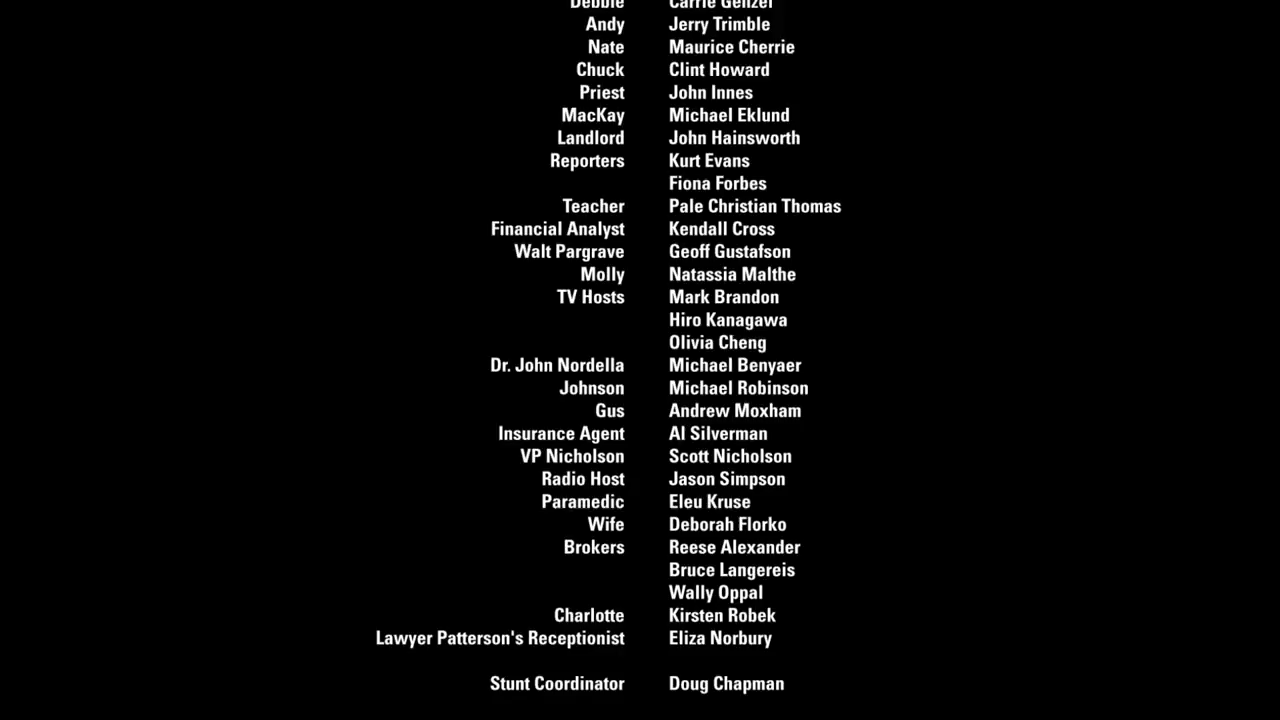 Debbie Carrie Genzel
Andy Jerry Trimble
Nate Maurice Cherrie
Chuck Clint Howard
Priest John Innes
MacKay Michael Eklund
Landlord John Hainsworth
Reporters Kurt Evans
Fiona Forbes
Teacher Pale Christian Thomas
Financial Analyst Kendall Cross
Walt Pargrave Geoff Gustafson
Molly Natassia Malthe
TV Hosts Mark Brandon
Hiro Kanagawa
Olivia Cheng
Dr. John Nordella Michael Benyaer
Johnson Michael Robinson
Gus Andrew Moxham
Insurance Agent Al Silverman
VP Nicholson Scott Nicholson
Radio Host Jason Simpson
Paramedic Eleu Kruse
Wife Deborah Florko
Brokers Reese Alexander
Bruce Langereis
Wally Oppal
Charlotte Kirsten Robek
Lawyer Patterson's Receptionist Eliza Norbury
Stunt Coordinator Doug Chapman